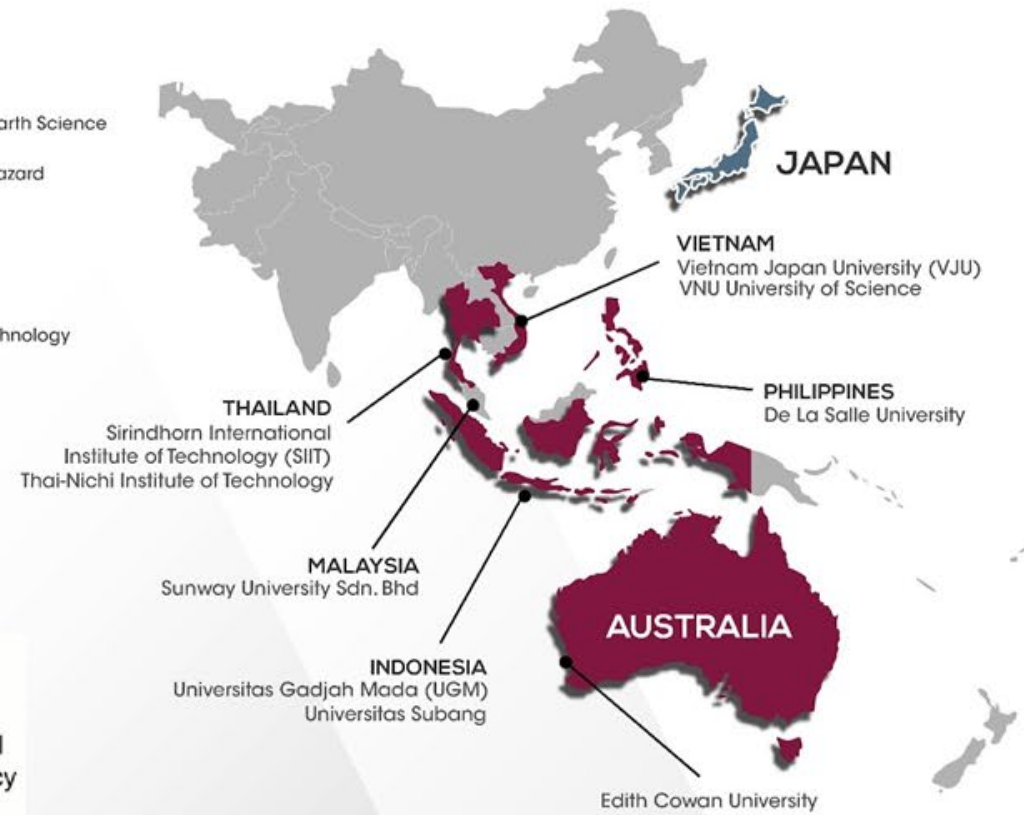 arth Science
azard
hnology
JAPAN
VIETNAM
Vietnam Japan University (VJU)
VNU University of Science
PHILIPPINES
De La Salle University
THAILAND
Sirindhorn International
Institute of Technology (SIIT)
Thai-Nichi Institute of Technology
MALAYSIA
Sunway University Sdn. Bhd
INDONESIA
Universitas Gadjah Mada (UGM)
Universitas Subang
AUSTRALIA
Edith Cowan University
cy